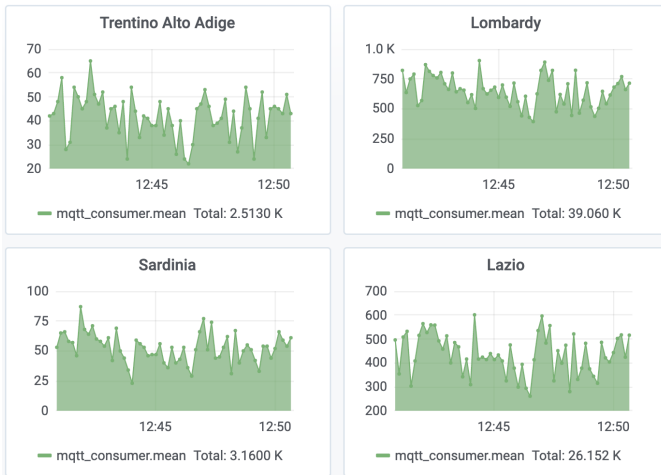 Trentino Alto Adige
70
60
50
40
30
20
12:45 12:50
mqtt_consumer.mean Total: 2.5130 K
Lombardy
1.0 K
750
500
250
0
12:45 12:50
mqtt_consumer.mean Total: 39.060 K
Sardinia
100
75
50
25
0
12:45 12:50
mqtt_consumer.mean Total: 3.1600 K
Lazio
700
600
500
400
300
200
12:45 12:50
mqtt_consumer.mean Total: 26.152 K